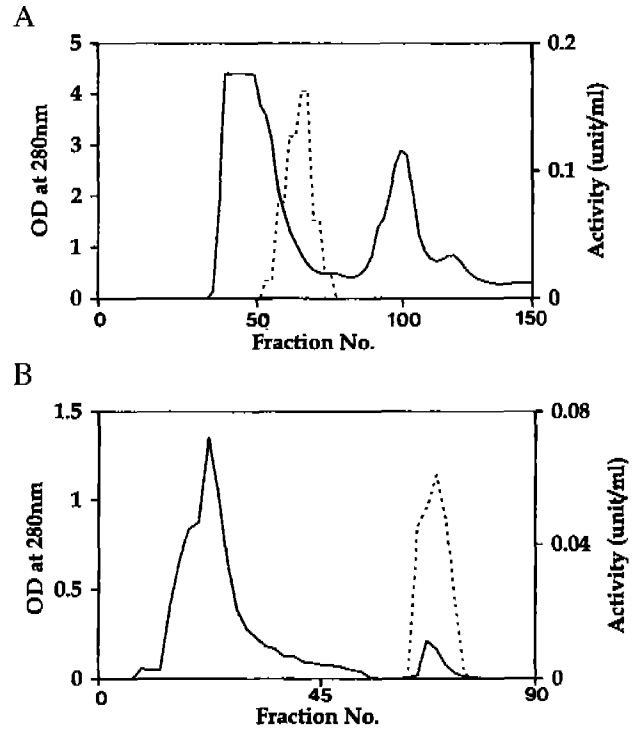 A
5
4
3
2
1
0
OD at 280nm
0.2
0.1
0
Activity (unit/ml)
0
50
100
150
Fraction No.
B
1.5
1
0.5
0
OD at 280nm
0.08
0.04
0
Activity (unit/ml)
0
45
90
Fraction No.